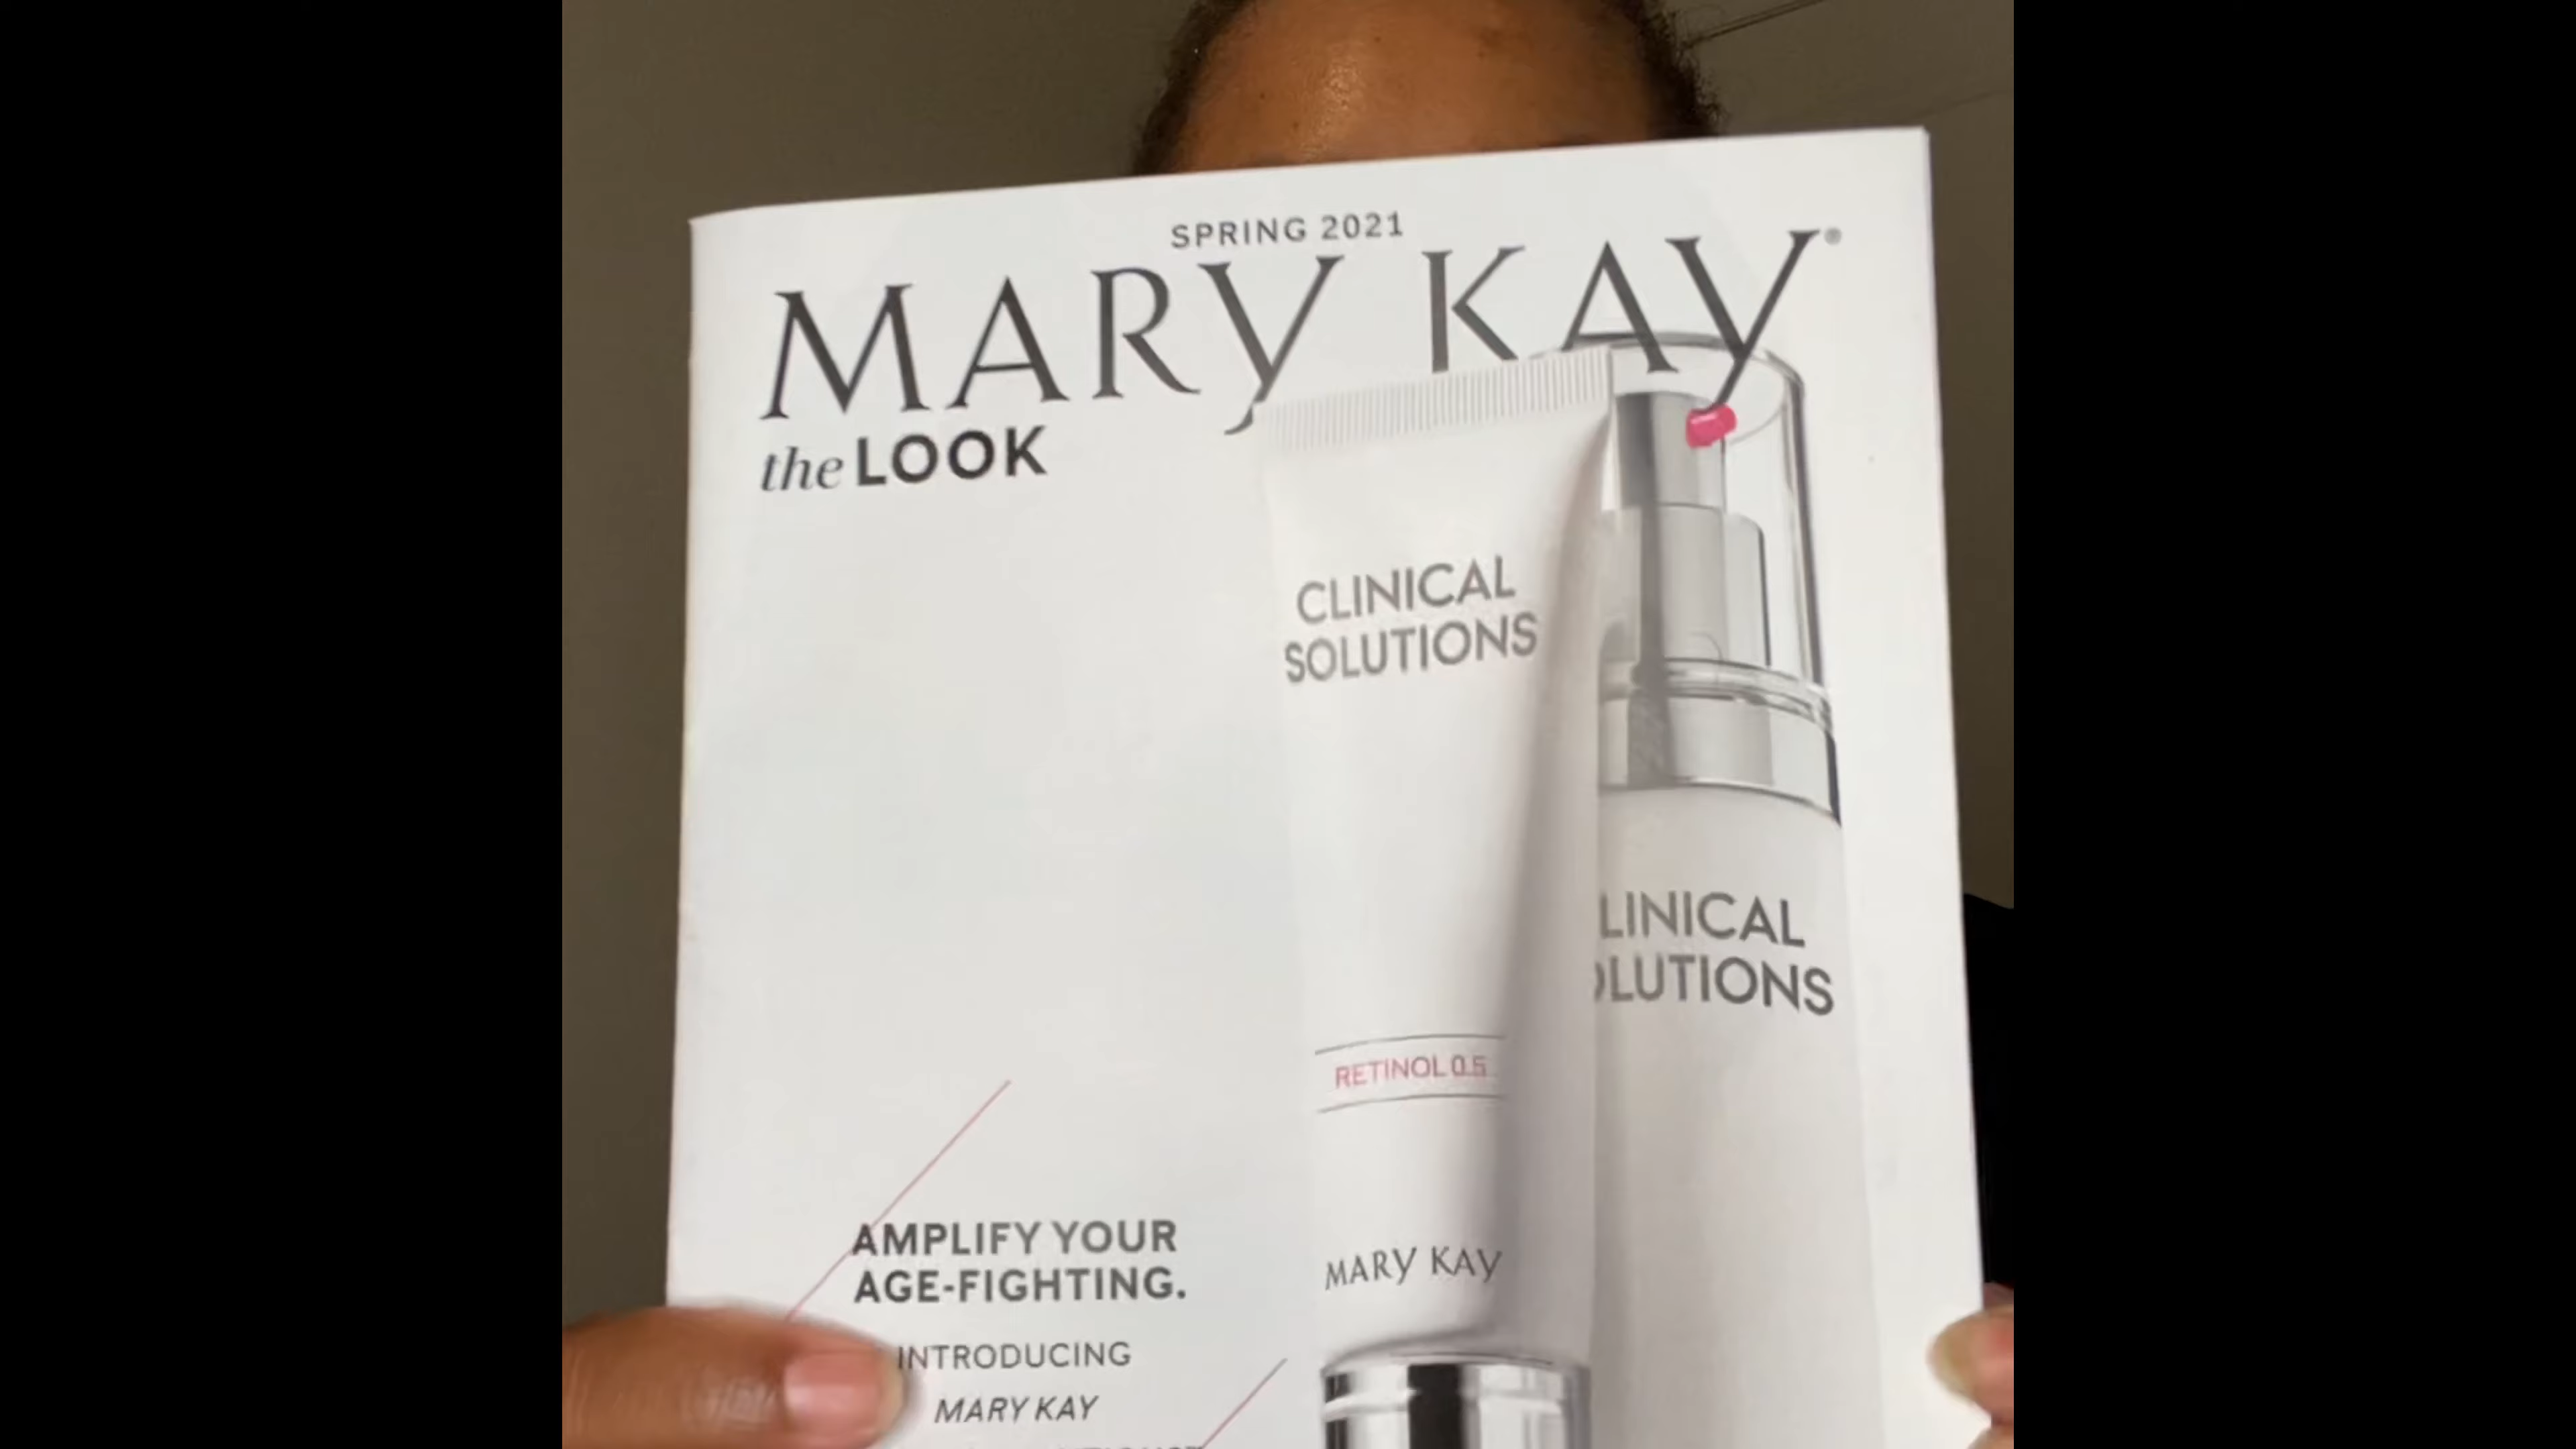 SPRING 2021
MARY KAY®
the LOOK
CLINICAL
SOLUTIONS
LINICAL
OLUTIONS
RETINOL 0.5
MARY KAY
AMPLIFY YOUR
AGE-FIGHTING.
INTRODUCING
MARY KAY